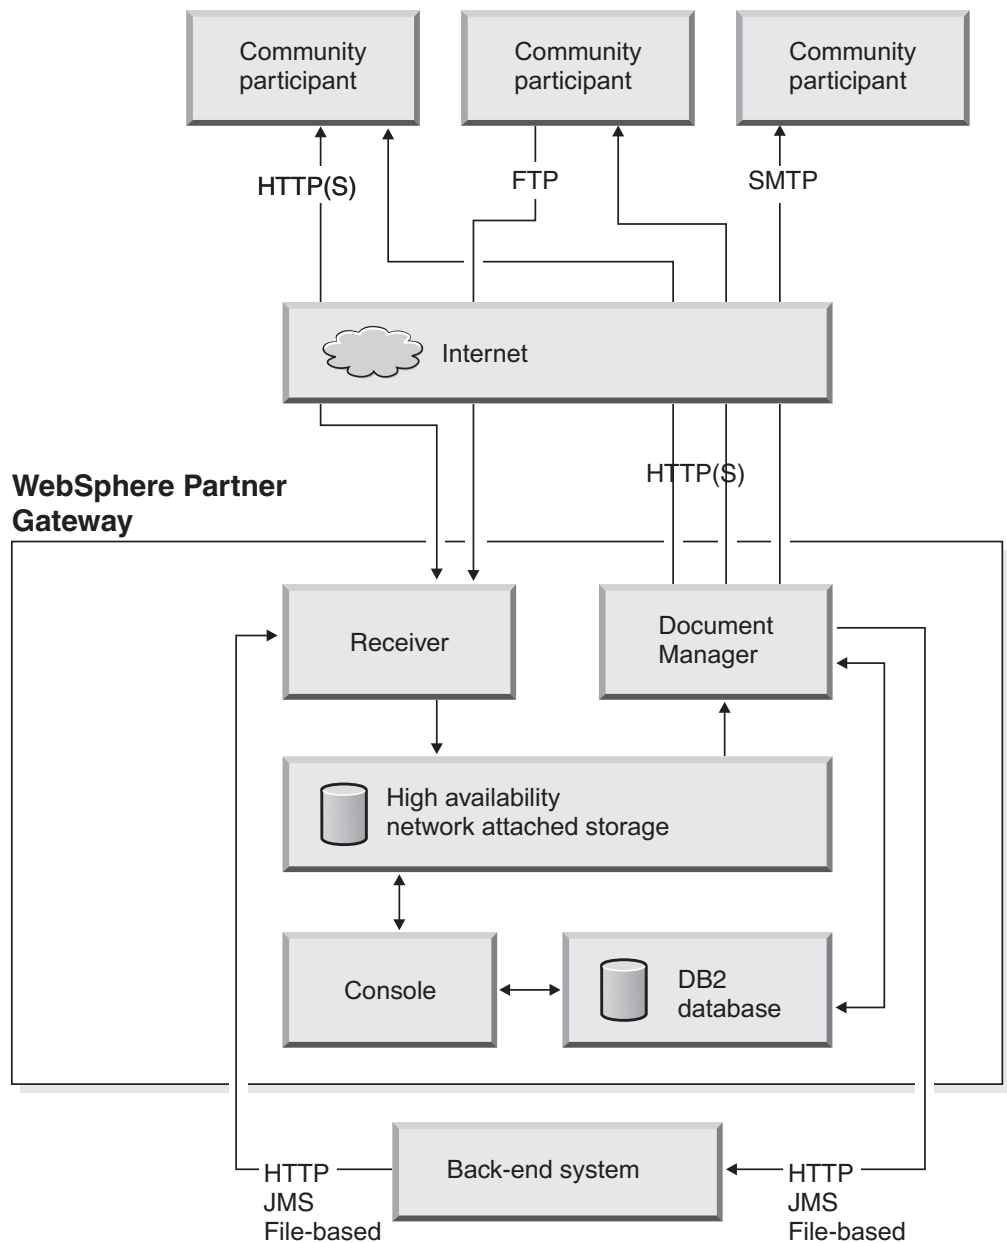 Community
participant
Community
participant
Community
participant
HTTP(S)
FTP
SMTP
Internet
HTTP(S)
WebSphere Partner
Gateway
Receiver
Document
Manager
High availability
network attached storage
Console
DB2
database
Back-end system
HTTP
JMS
File-based
HTTP
JMS
File-based